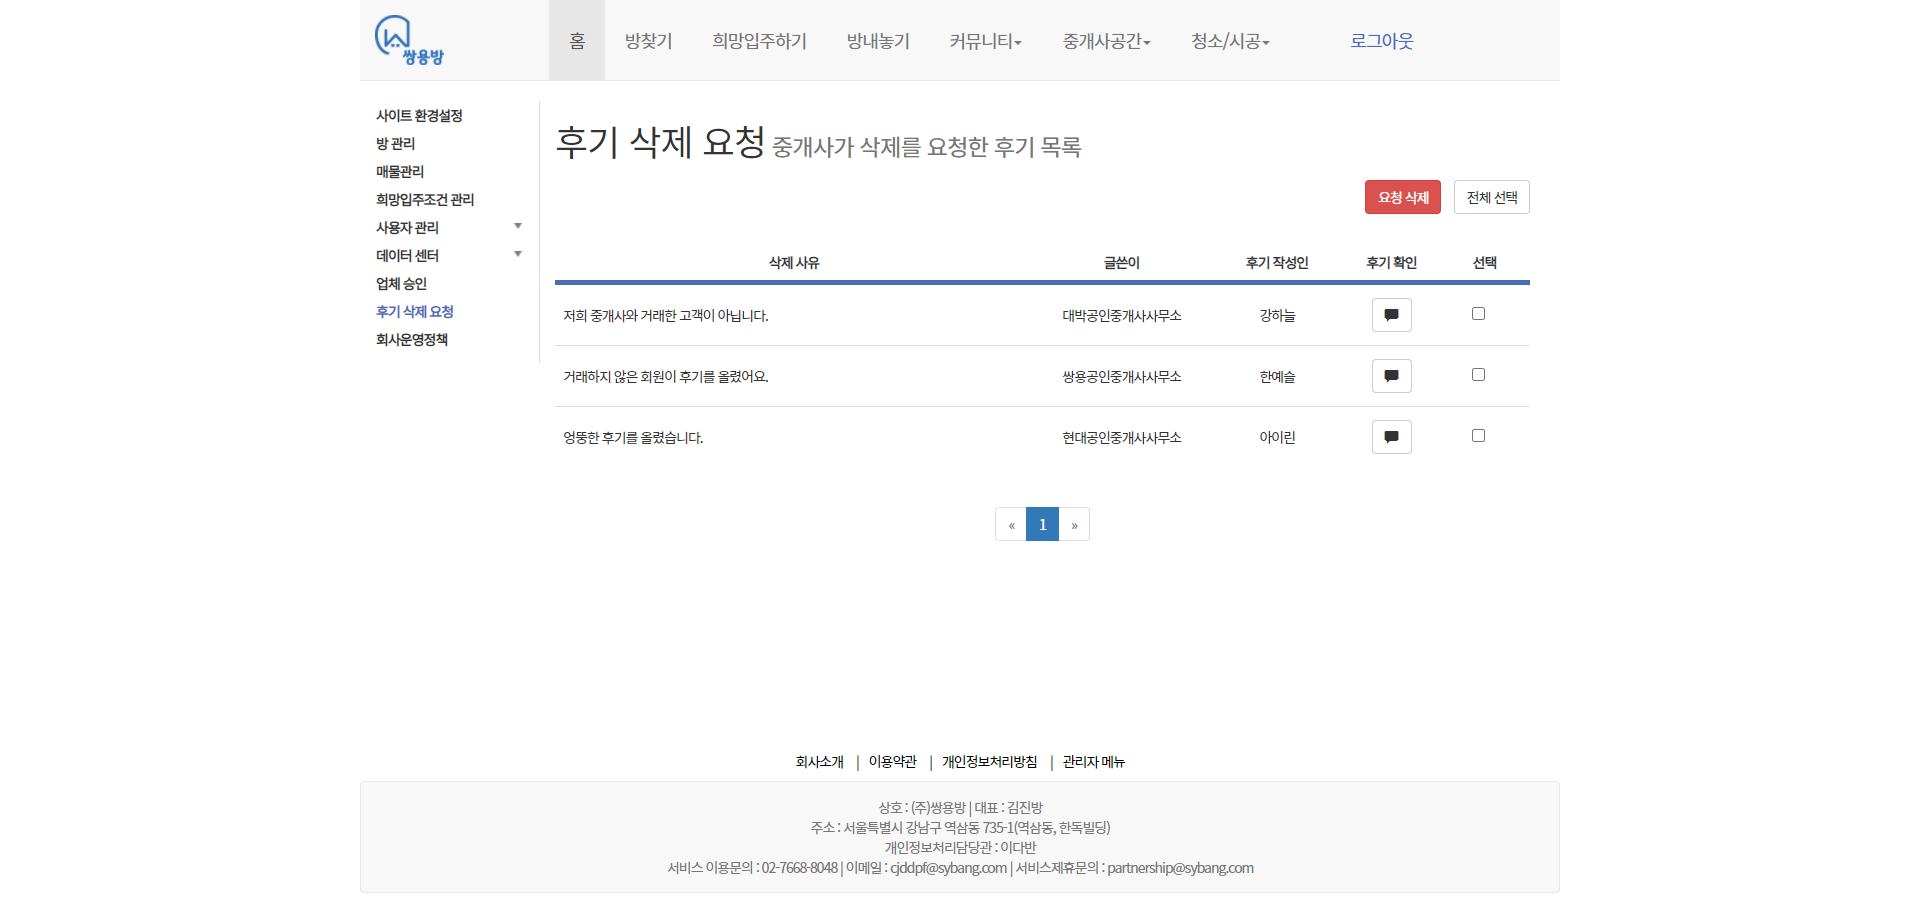 쌍용방
홈 방찾기 희망입주하기 방내놓기 커뮤니티 중개사공간 청소/시공 로그아웃
사이트 환경설정
방 관리
매물관리
희망입주조건 관리
사용자 관리
데이터 센터
업체 승인
후기 삭제 요청
회사운영정책
후기 삭제 요청 중개사가 삭제를 요청한 후기 목록
요청 삭제 전체 선택
삭제 사유 글쓴이 후기 작성인 후기 확인 선택
저희 중개사와 거래한 고객이 아닙니다. 대박공인중개사사무소 강하늘
거래하지 않은 회원이 후기를 올렸어요. 쌍용공인중개사사무소 한예슬
엉뚱한 후기를 올렸습니다. 현대공인중개사사무소 아이린
« 1 »
회사소개 | 이용약관 | 개인정보처리방침 | 관리자 메뉴
상호 : (주)쌍용방 | 대표 : 김진방
주소 : 서울특별시 강남구 역삼동 735-1(역삼동, 한독빌딩)
개인정보처리담당관 : 이다반
서비스 이용문의 : 02-7668-8048 | 이메일 : cjddpf@sybang.com | 서비스제휴문의 : partnership@sybang.com